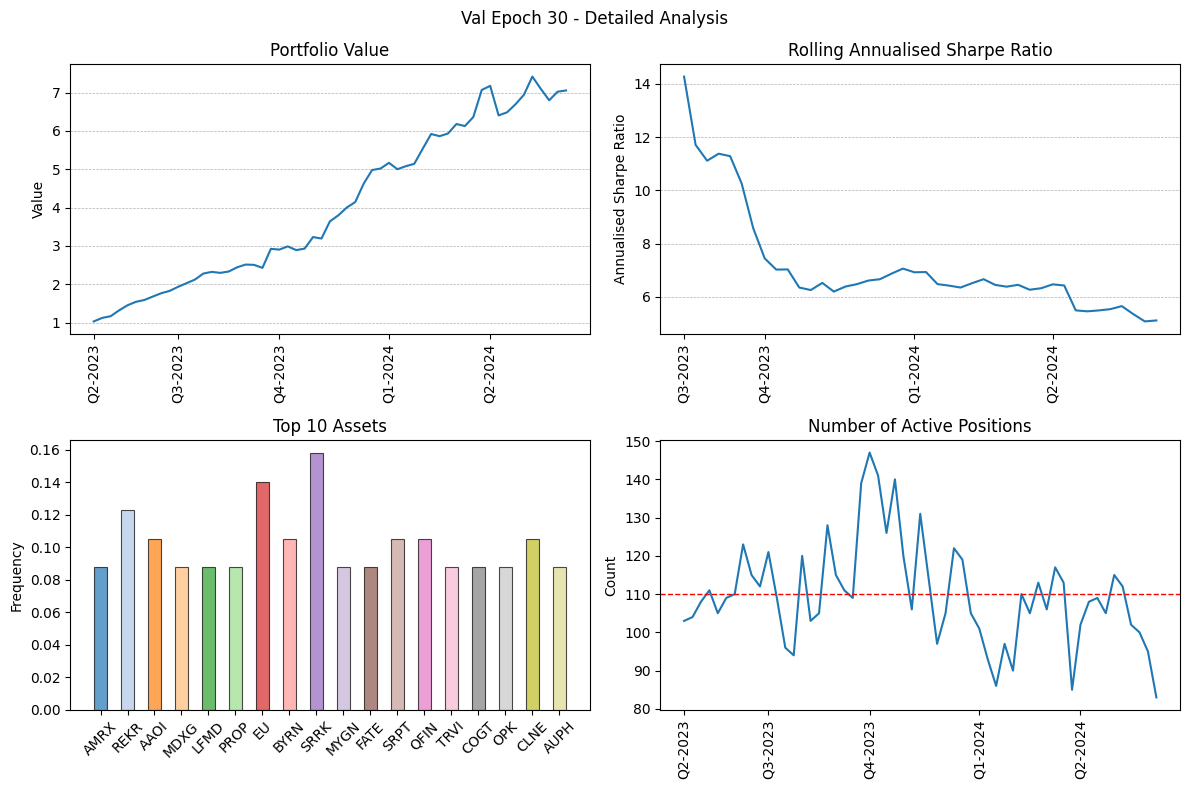 Val Epoch 30 - Detailed Analysis
Portfolio Value
Value
7
6
5
4
3
2
1
Q2-2023
Q3-2023
Q4-2023
Q1-2024
Q2-2024
Rolling Annualised Sharpe Ratio
Annualised Sharpe Ratio
14
12
10
8
6
Q3-2023
Q4-2023
Q1-2024
Q2-2024
Top 10 Assets
Frequency
0.16
0.14
0.12
0.10
0.08
0.06
0.04
0.02
0.00
AMRX
REKR
AAOI
MDXG
LFMD
PROP
EU
BYRN
SRRK
MYGN
FATE
SRPT
QFIN
TRVI
COGT
OPK
CLNE
AUPH
Number of Active Positions
Count
150
140
130
120
110
100
90
80
Q2-2023
Q3-2023
Q4-2023
Q1-2024
Q2-2024